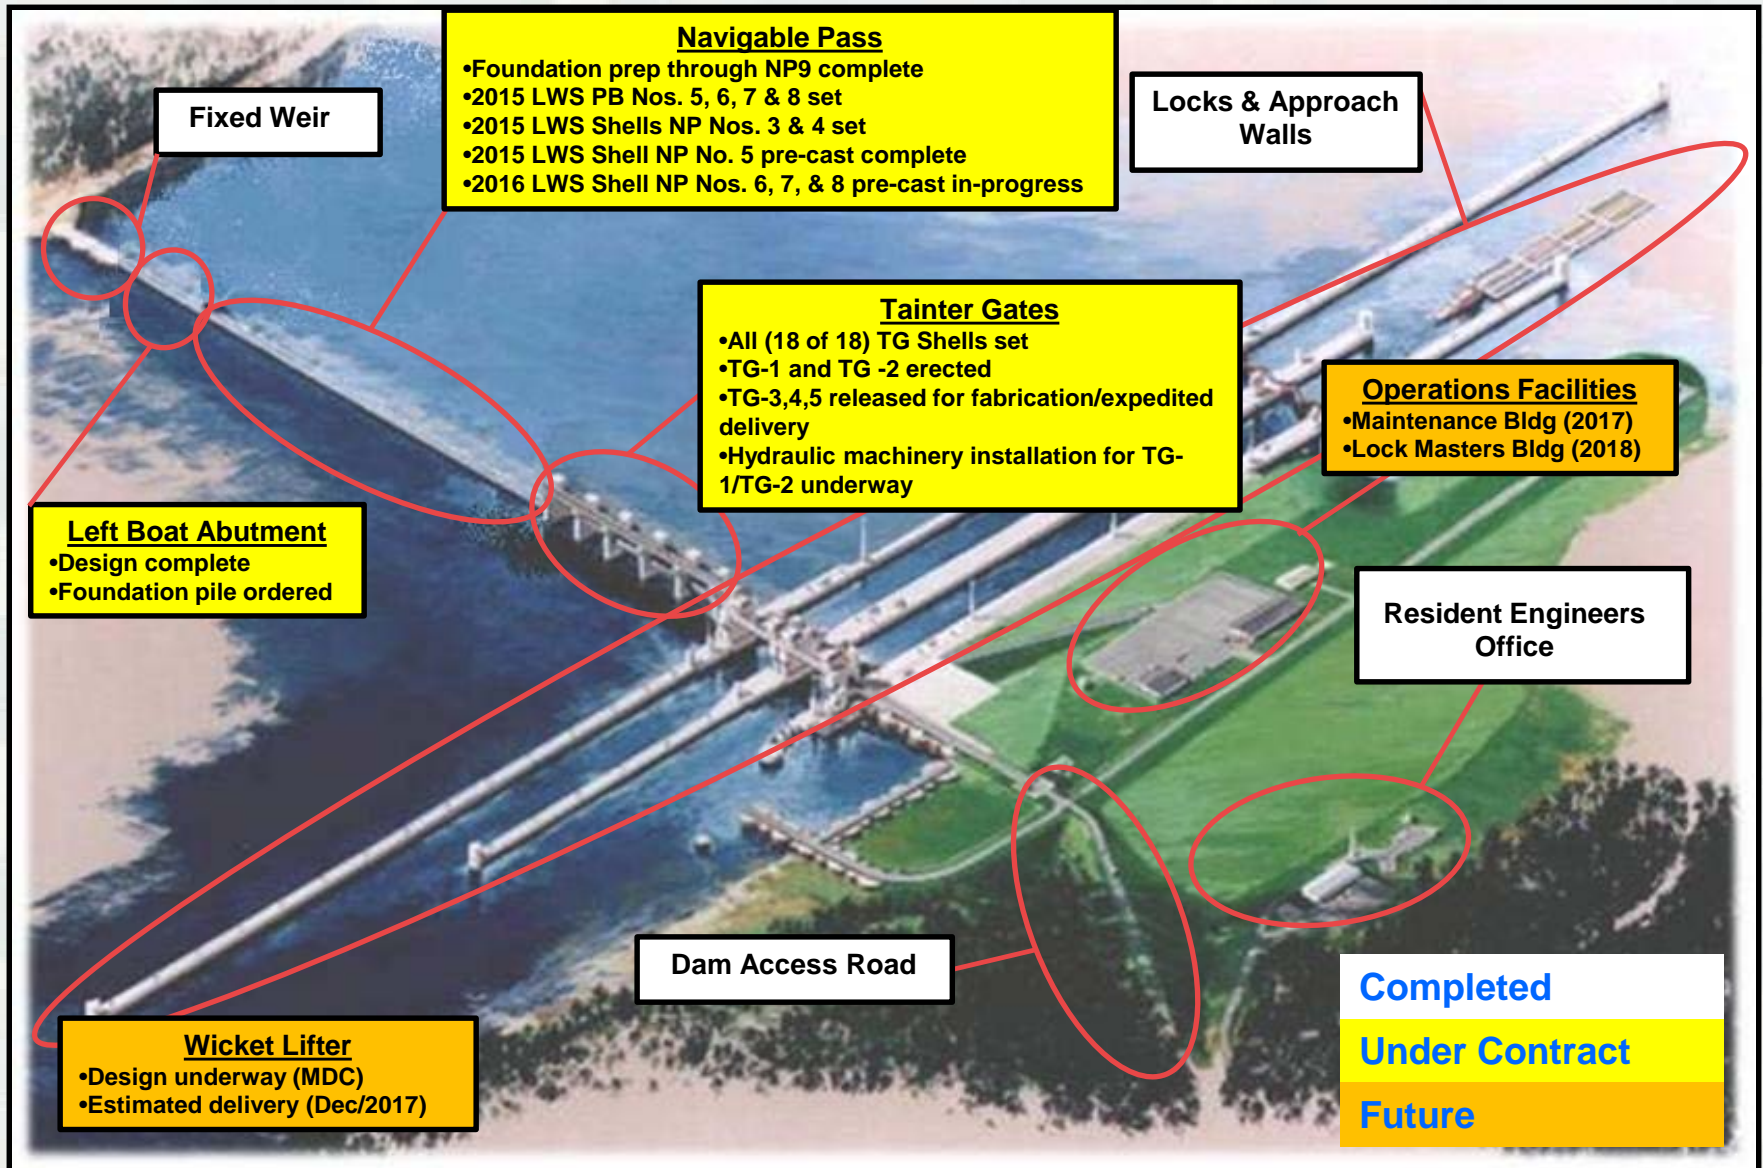 Navigable Pass
•Foundation prep through NP9 complete
•2015 LWS PB Nos. 5, 6, 7 & 8 set
•2015 LWS Shells NP Nos. 3 & 4 set
•2015 LWS Shell NP No. 5 pre-cast complete
•2016 LWS Shell NP Nos. 6, 7, & 8 pre-cast in-progress
Fixed Weir
Locks & Approach
Walls
Tainter Gates
•All (18 of 18) TG Shells set
•TG-1 and TG -2 erected
•TG-3,4,5 released for fabrication/expedited
delivery
•Hydraulic machinery installation for TG-
1/TG-2 underway
Operations Facilities
•Maintenance Bldg (2017)
•Lock Masters Bldg (2018)
Left Boat Abutment
•Design complete
•Foundation pile ordered
Resident Engineers
Office
Dam Access Road
Wicket Lifter
•Design underway (MDC)
•Estimated delivery (Dec/2017)
Completed
Under Contract
Future